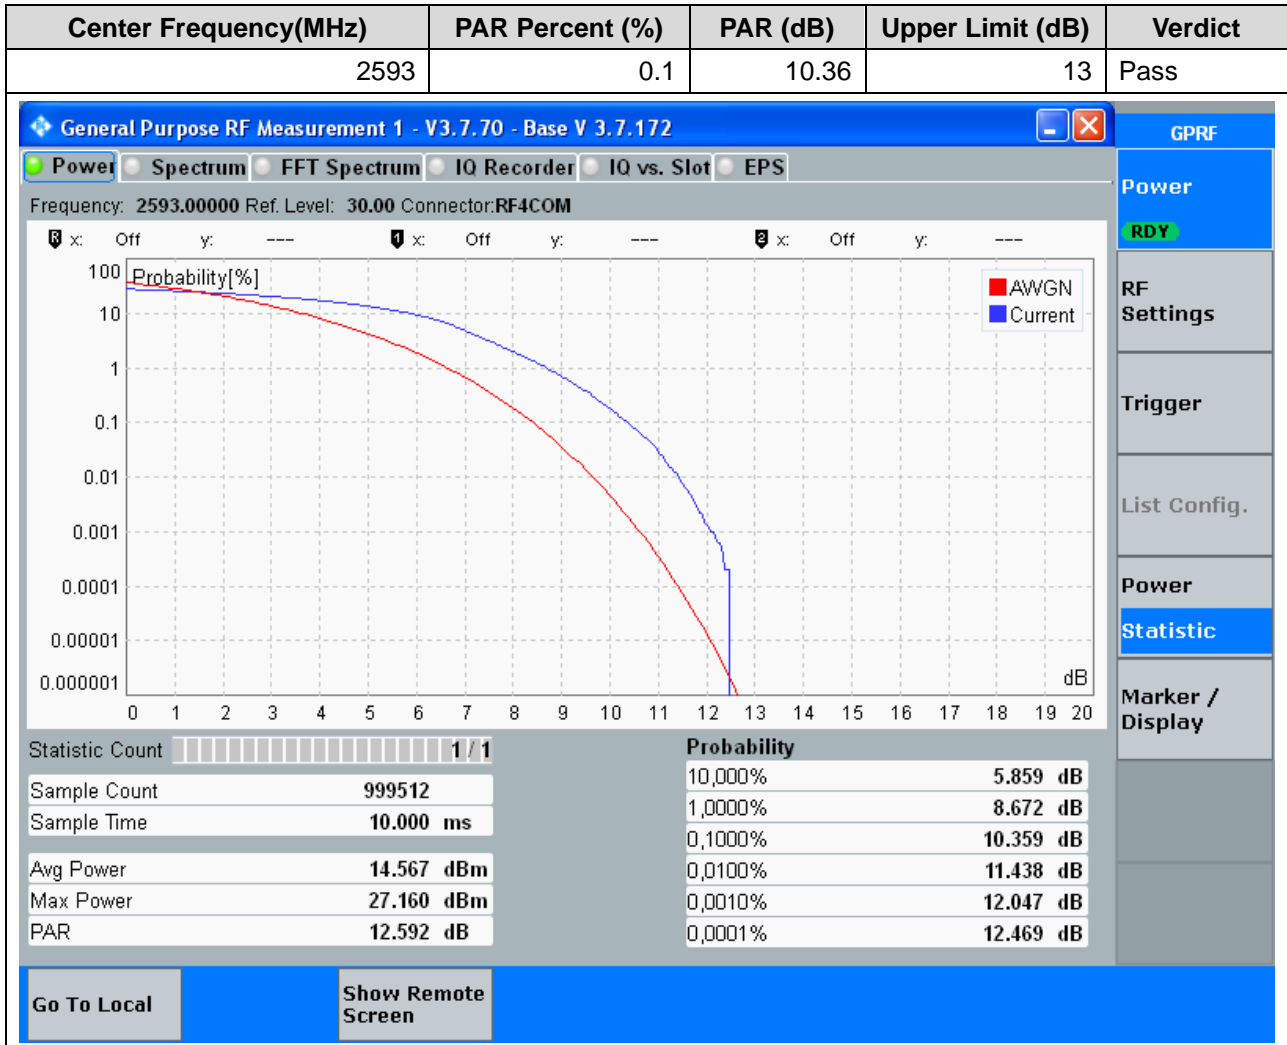 Center Frequency(MHz) PAR Percent (%) PAR (dB) Upper Limit (dB) Verdict
2593 0.1 10.36 13 Pass
General Purpose RF Measurement 1 - V3.7.70 - Base V 3.7.172
GPRF
Power Spectrum FFT Spectrum IQ Recorder IQ vs. Slot EPS
Frequency: 2593.00000 Ref. Level: 30.00 Connector:RF4COM
R x: Off y: --- 1 x: Off y: --- 2 x: Off y: ---
Probability[%]
100
10
1
0.1
0.01
0.001
0.0001
0.00001
0.000001
AWGN
Current
dB
0 1 2 3 4 5 6 7 8 9 10 11 12 13 14 15 16 17 18 19 20
Statistic Count 1 / 1
Sample Count 999512
Sample Time 10.000 ms
Avg Power 14.567 dBm
Max Power 27.160 dBm
PAR 12.592 dB
Probability
10,000% 5.859 dB
1,0000% 8.672 dB
0,1000% 10.359 dB
0,0100% 11.438 dB
0,0010% 12.047 dB
0,0001% 12.469 dB
Power
RDY
RF
Settings
Trigger
List Config.
Power
Statistic
Marker /
Display
Go To Local
Show Remote
Screen